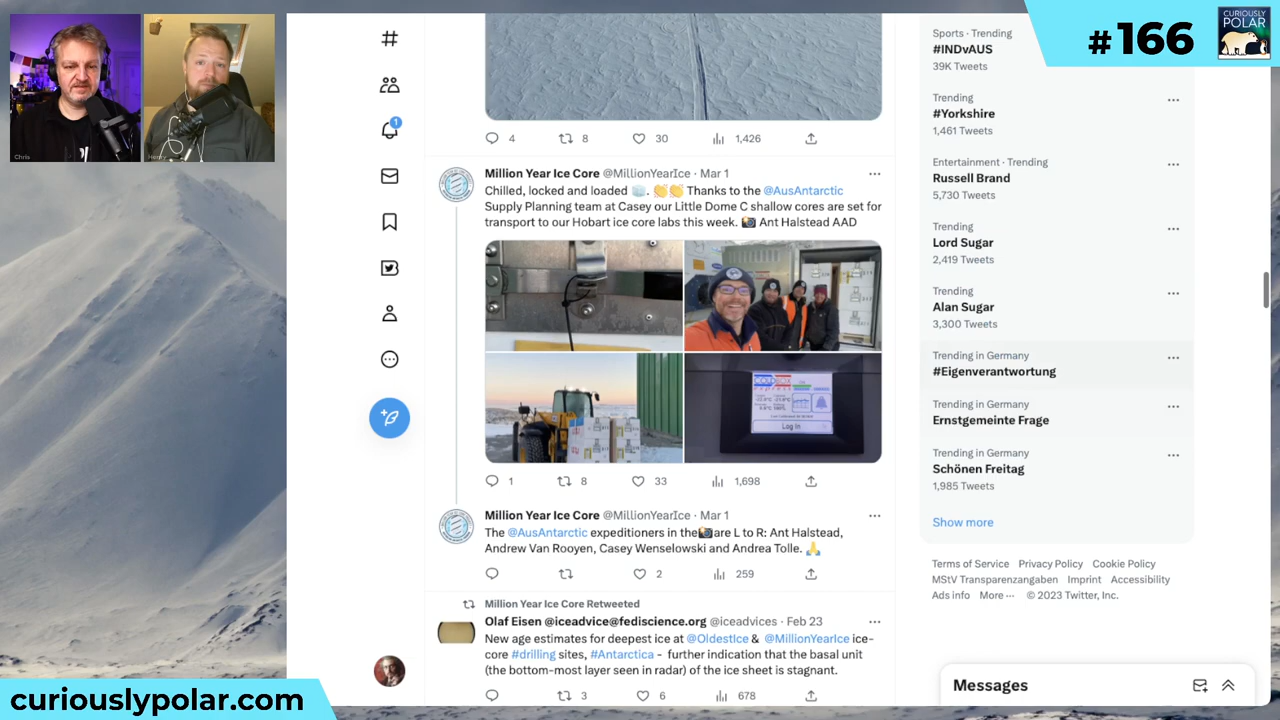 Chris
Henry
# 166
CURIOUSLY
POLAR
1
4
8
30
1,426
Million Year Ice Core @MillionYearIce · Mar 1
Chilled, locked and loaded 🧊. 👏👏 Thanks to the @AusAntarctic
Supply Planning team at Casey our Little Dome C shallow cores are set for
transport to our Hobart ice core labs this week. 📸 Ant Halstead AAD
Log In
1
8
33
1,698
Million Year Ice Core @MillionYearIce · Mar 1
The @AusAntarctic expeditioners in the📸are L to R: Ant Halstead,
Andrew Van Rooyen, Casey Wenselowski and Andrea Tolle. 🙏
2
259
Million Year Ice Core Retweeted
Olaf Eisen @iceadvice@fediscience.org @iceadvices · Feb 23
New age estimates for deepest ice at @OldestIce & @MillionYearIce ice-
core #drilling sites, #Antarctica - further indication that the basal unit
(the bottom-most layer seen in radar) of the ice sheet is stagnant.
3
6
678
Sports · Trending
#INDvAUS
39K Tweets
Trending
#Yorkshire
1,461 Tweets
Entertainment · Trending
Russell Brand
5,730 Tweets
Trending
Lord Sugar
2,419 Tweets
Trending
Alan Sugar
3,300 Tweets
Trending in Germany
#Eigenverantwortung
Trending in Germany
Ernstgemeinte Frage
Trending in Germany
Schönen Freitag
1,985 Tweets
Show more
Terms of Service Privacy Policy Cookie Policy
MStV Transparenzangaben Imprint Accessibility
Ads info More ··· © 2023 Twitter, Inc.
Messages
curiouslypolar.com